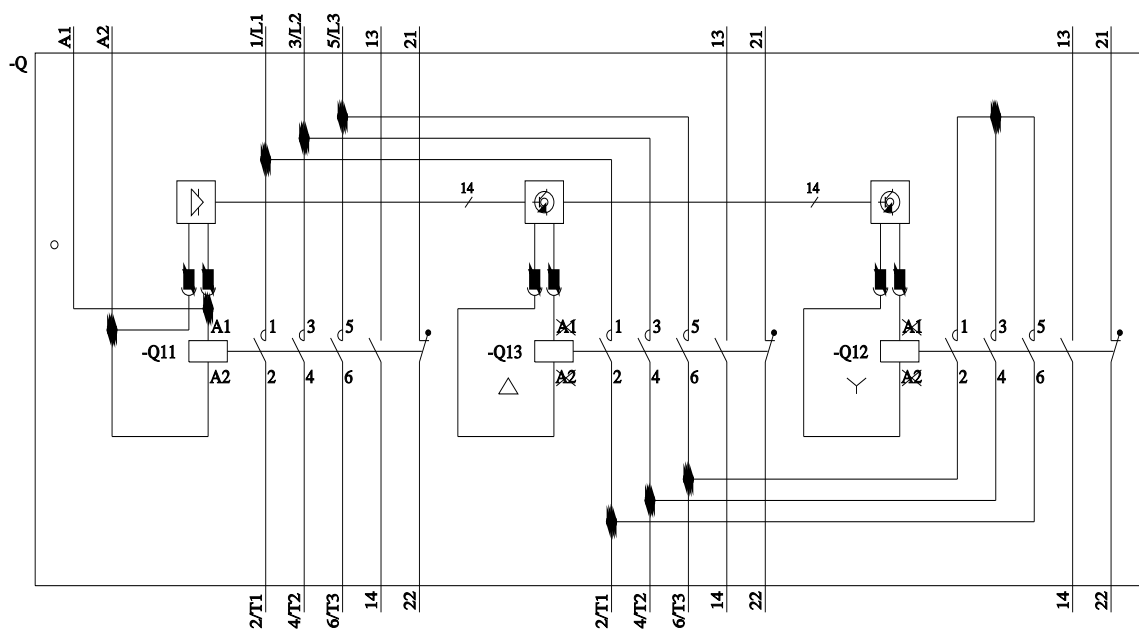 A1 A2 1/L1 3/L2 5/L3 13 21 13 21 13 21
-Q
14 14
A1 1 3 5 A1 1 3 5 A1 1 3 5
-Q11 -Q13 -Q12
A2 2 4 6 A2 2 4 6 A2 2 4 6
2/T1 4/T2 6/T3 14 22 2/T1 4/T2 6/T3 14 22 14 22